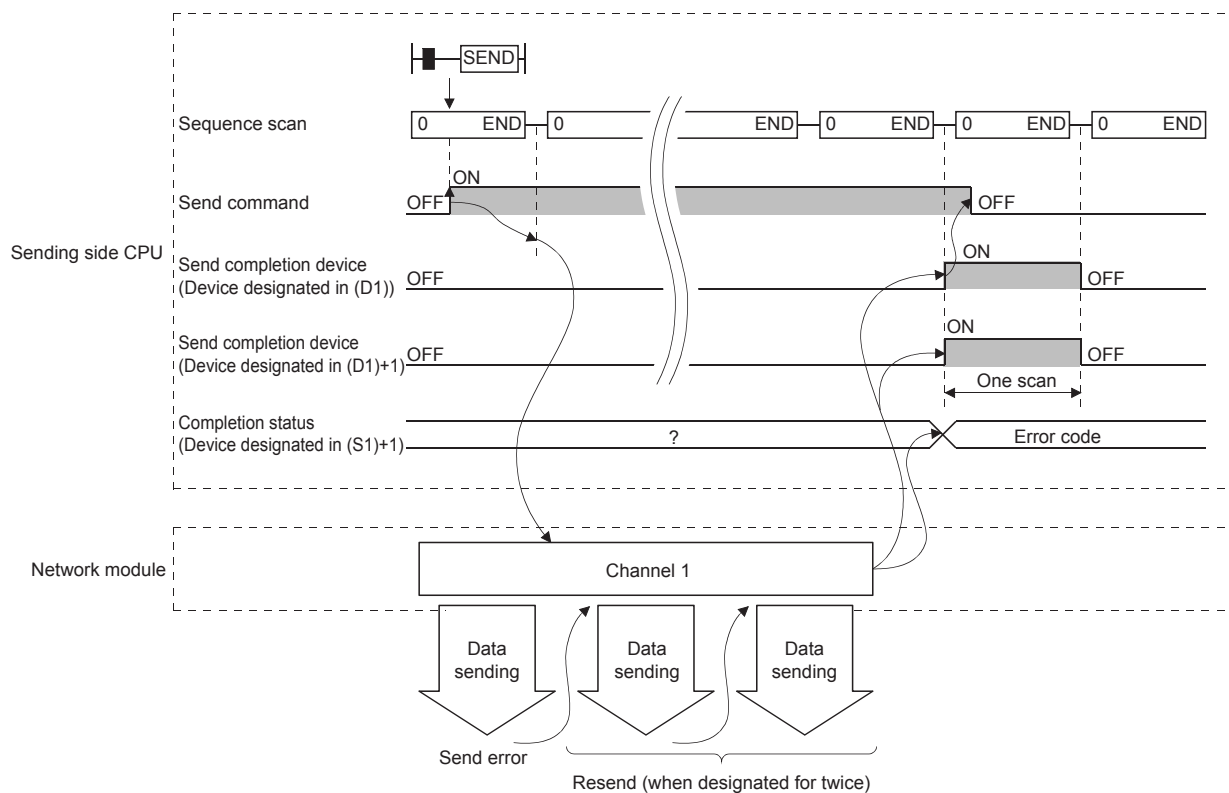 SEND
Sequence scan
0 END 0 END 0 END 0 END 0 END
ON
Send command
OFF
OFF
Sending side CPU
Send completion device
(Device designated in (D1))
OFF
ON
OFF
Send completion device
(Device designated in (D1)+1)
OFF
ON
OFF
One scan
Completion status
(Device designated in (S1)+1)
?
Error code
Network module
Channel 1
Data
sending
Data
sending
Data
sending
Send error
Resend (when designated for twice)